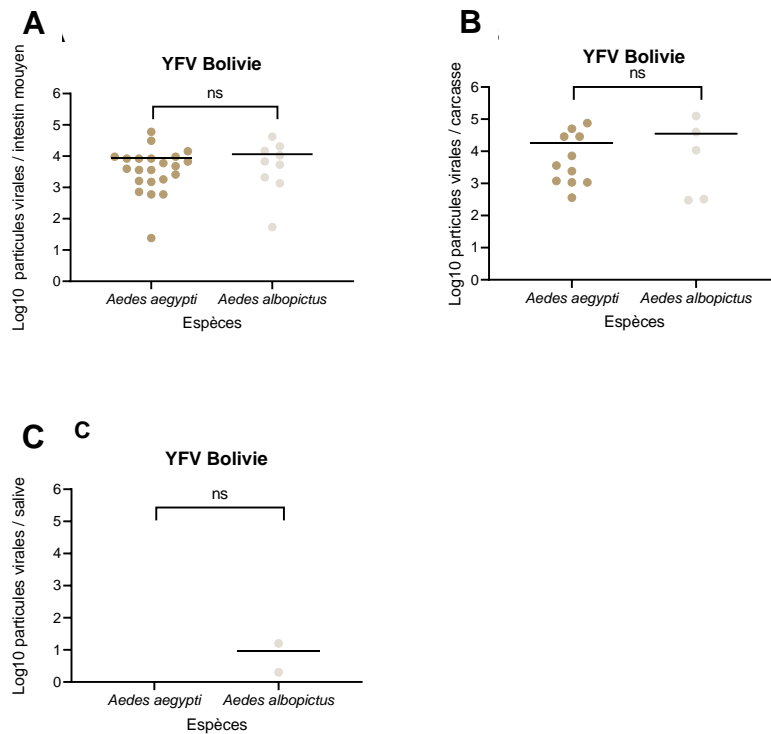 A
YFV Bolivie
ns
Log10 particules virales / intestin mouyen
6
5
4
3
2
1
0
Aedes aegypti Aedes albopictus
Espèces
B
YFV Bolivie
ns
Log10 particules virales / carcasse
6
5
4
3
2
1
0
Aedes aegypti Aedes albopictus
Espèces
C C
YFV Bolivie
ns
Log10 particules virales / salive
6
5
4
3
2
1
0
Aedes aegypti Aedes albopictus
Espèces